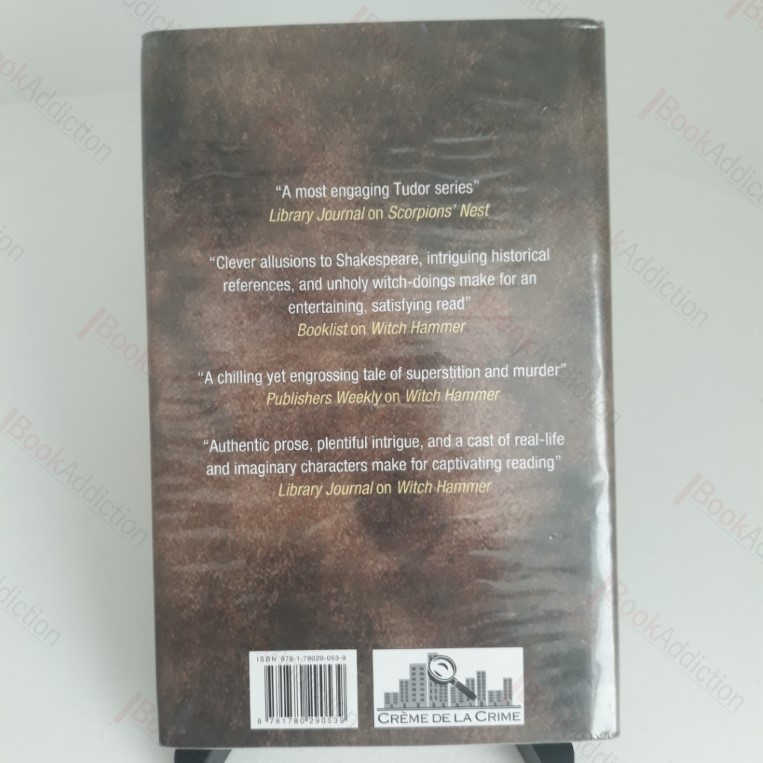 “A most engaging Tudor series”
Library Journal on Scorpions’ Nest
“Clever allusions to Shakespeare, intriguing historical
references, and unholy witch-doings make for an
entertaining, satisfying read”
Booklist on Witch Hammer
“A chilling yet engrossing tale of superstition and murder”
Publishers Weekly on Witch Hammer
“Authentic prose, plentiful intrigue, and a cast of real-life
and imaginary characters make for captivating reading”
Library Journal on Witch Hammer
ISBN 978-1-78029-053-9
9 781780 290539
CRÈME DE LA CRIME
BookAddiction